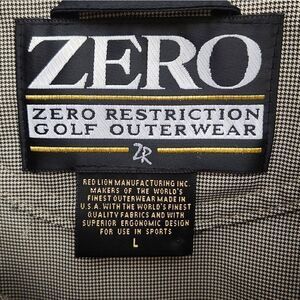 ZERO
ZERO RESTRICTION
GOLF OUTERWEAR
ZR
RED LION MANUFACTURING INC.
MAKERS OF THE WORLD'S
FINEST OUTERWEAR MADE IN
U.S.A. WITH THE WORLD'S FINEST
QUALITY FABRICS AND WITH
SUPERIOR ERGONOMIC DESIGN
FOR USE IN SPORTS
L